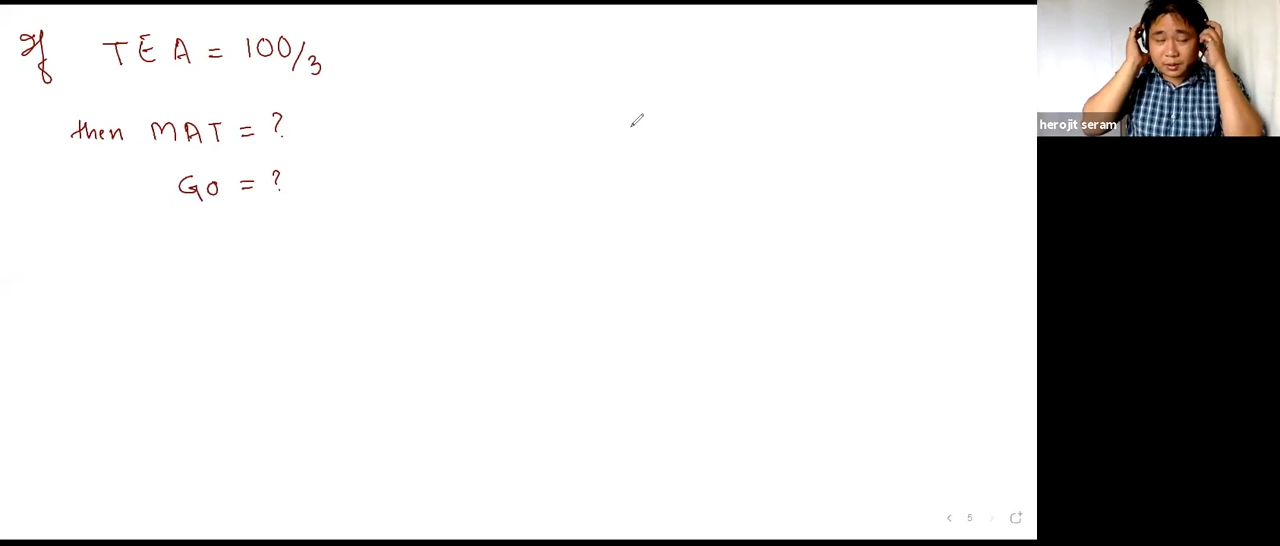 If TEA = 100/3
then MAT = ?
GO = ?
herojit seram
5